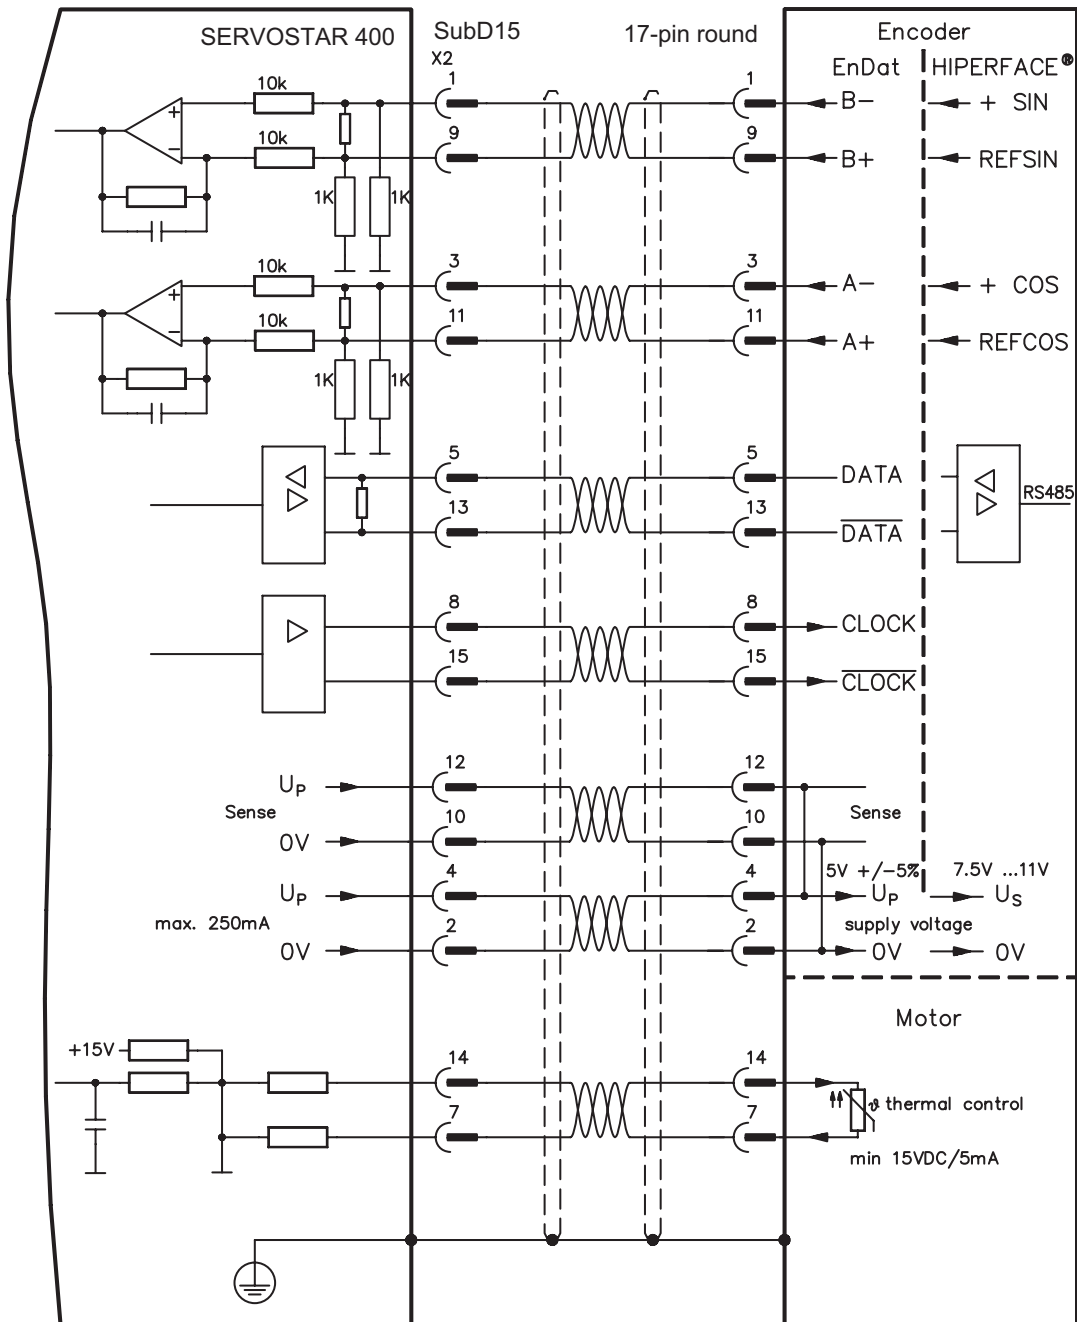 SERVOSTAR 400 SubD15 17-pin round Encoder
X2 EnDat HIPERFACE®
10k 1 1 B- + SIN
10k 9 9 B+ REFSIN
1K 1K
10k 3 3 A- + COS
10k 11 11 A+ REFCOS
1K 1K
5 5 DATA
RS485
13 13 DATA
8 8 CLOCK
15 15 CLOCK
UP 12 12
Sense Sense
0V 10 10
5V +/-5% 7.5V ...11V
UP 4 4 UP US
max. 250mA supply voltage
0V 2 2 0V 0V
Motor
+15V 14 14
ϑ thermal control
7 7
min 15VDC/5mA